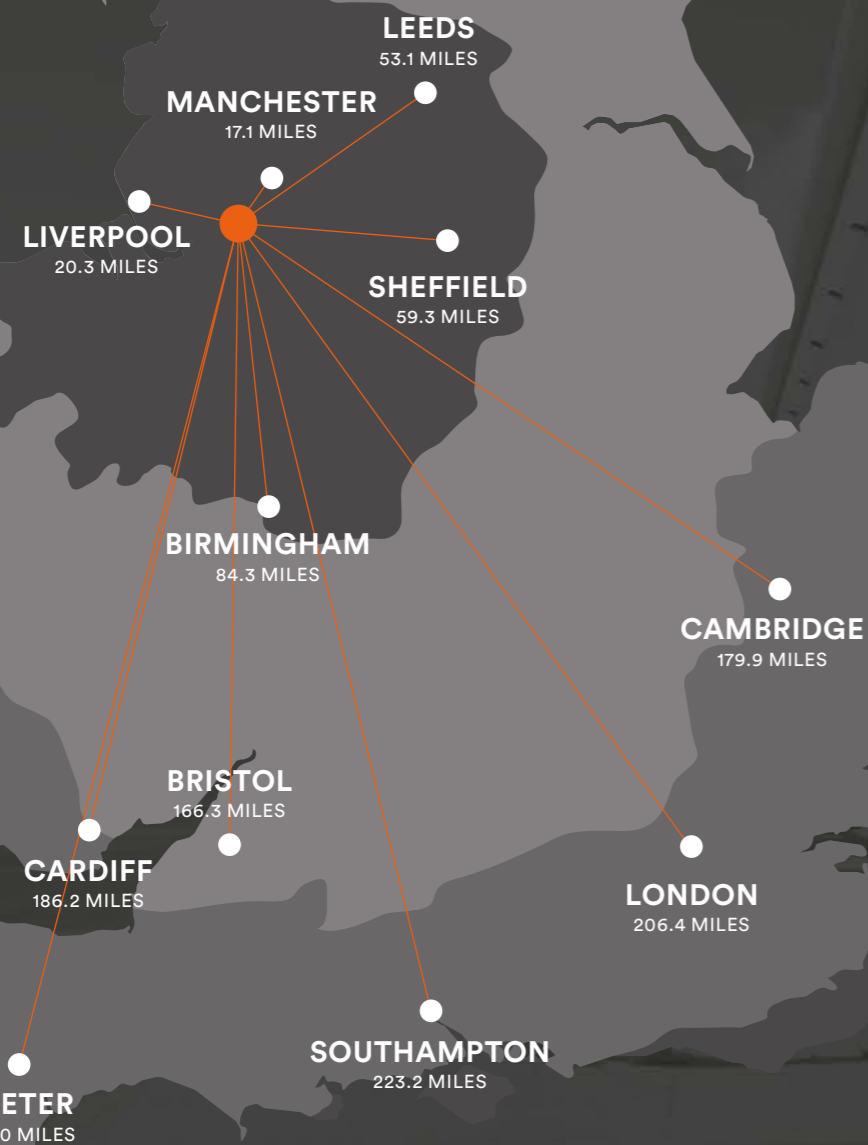 LEEDS
53.1 MILES
MANCHESTER
17.1 MILES
LIVERPOOL
20.3 MILES
SHEFFIELD
59.3 MILES
BIRMINGHAM
84.3 MILES
CAMBRIDGE
179.9 MILES
BRISTOL
166.3 MILES
CARDIFF
186.2 MILES
LONDON
206.4 MILES
SOUTHAMPTON
223.2 MILES
ETER
0 MILES